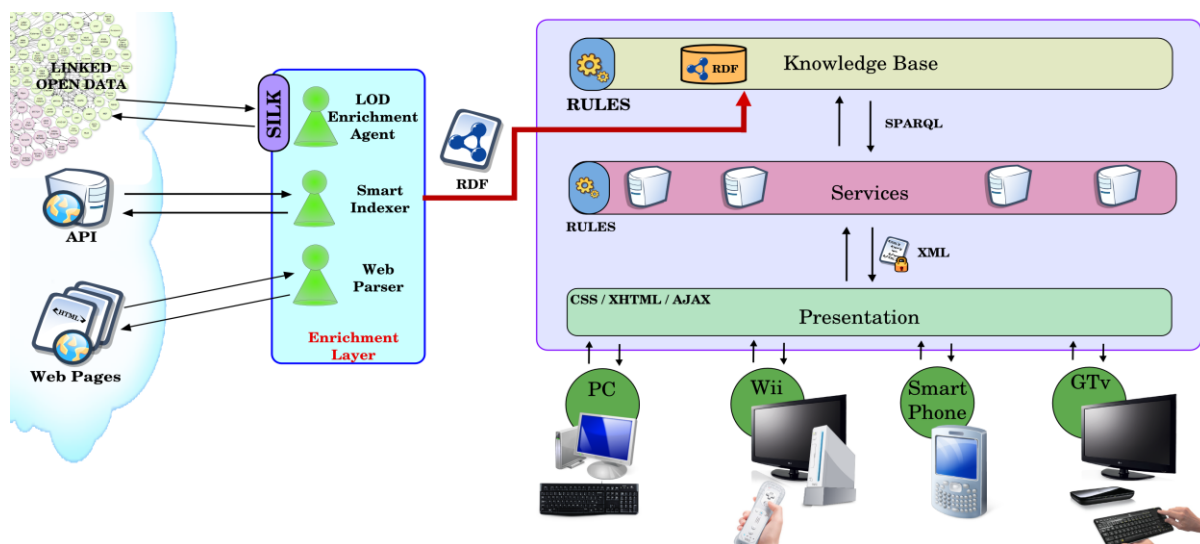 LINKED
OPEN DATA
API
<HTML>
Web Pages
SILK
LOD
Enrichment
Agent
Smart
Indexer
Web
Parser
Enrichment
Layer
RDF
RULES
RDF
Knowledge Base
SPARQL
RULES
Services
XML
CSS / XHTML / AJAX
Presentation
PC
Wii
Smart
Phone
GTv